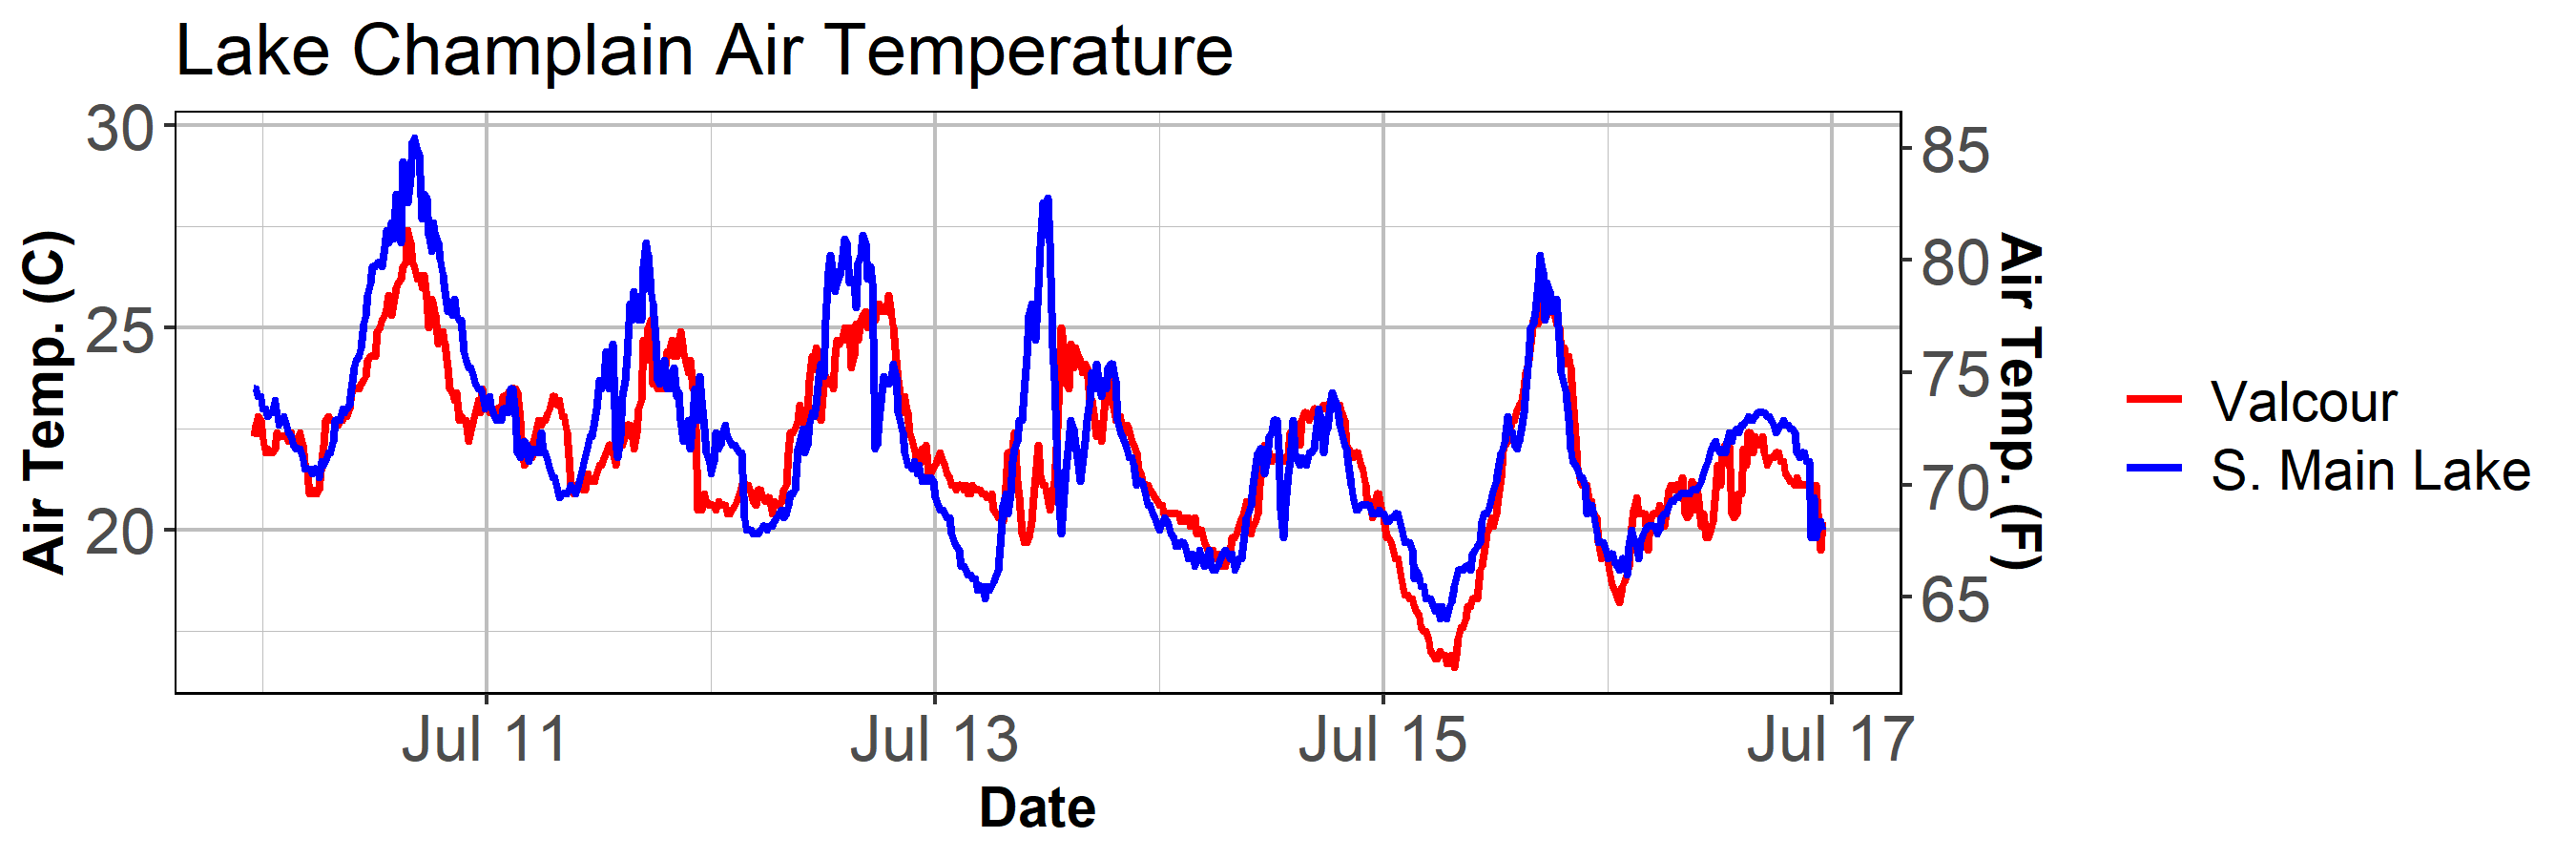 Lake Champlain Air Temperature
Air Temp. (C)
30
25
20
85
80
75
70
65
Air Temp. (F)
Valcour
S. Main Lake
Jul 11
Jul 13
Jul 15
Jul 17
Date